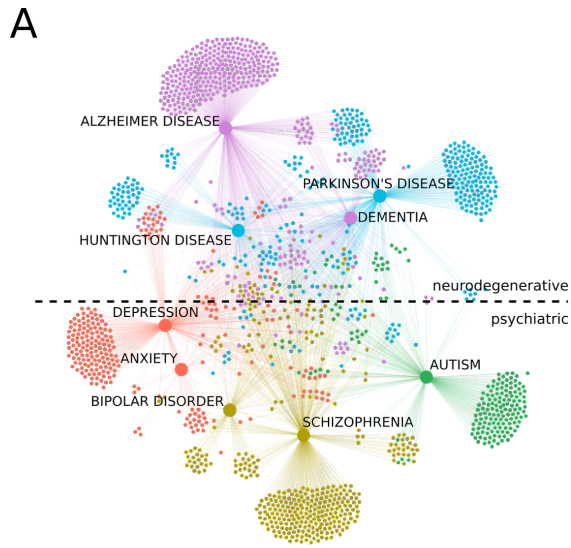 A
ALZHEIMER DISEASE
PARKINSON'S DISEASE
DEMENTIA
HUNTINGTON DISEASE
neurodegenerative
DEPRESSION
psychiatric
ANXIETY
AUTISM
BIPOLAR DISORDER
SCHIZOPHRENIA